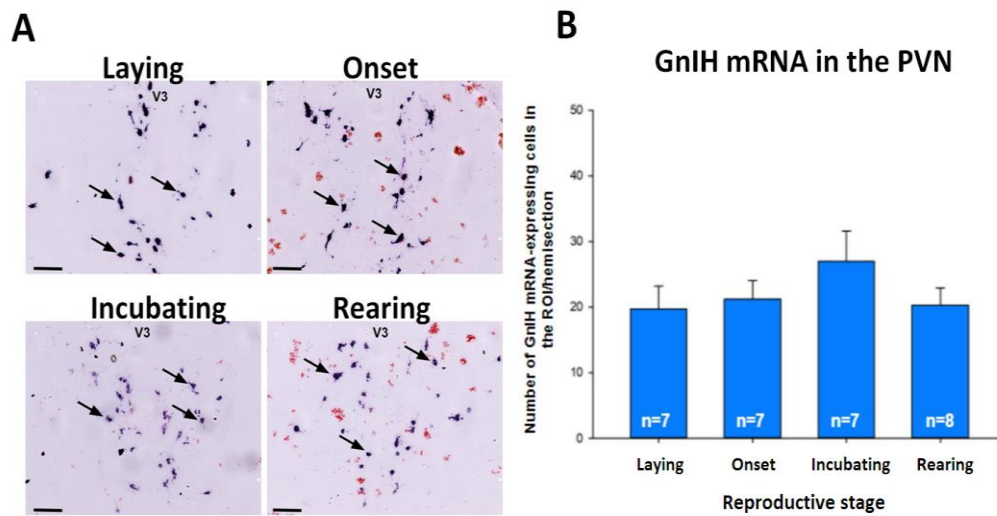 A
Laying
V3
Onset
V3
Incubating
V3
Rearing
V3
B
GnIH mRNA in the PVN
Number of GnIH mRNA-expressing cells in
the ROI/hemisection
50
40
30
20
10
0
n=7
n=7
n=7
n=8
Laying
Onset
Incubating
Rearing
Reproductive stage